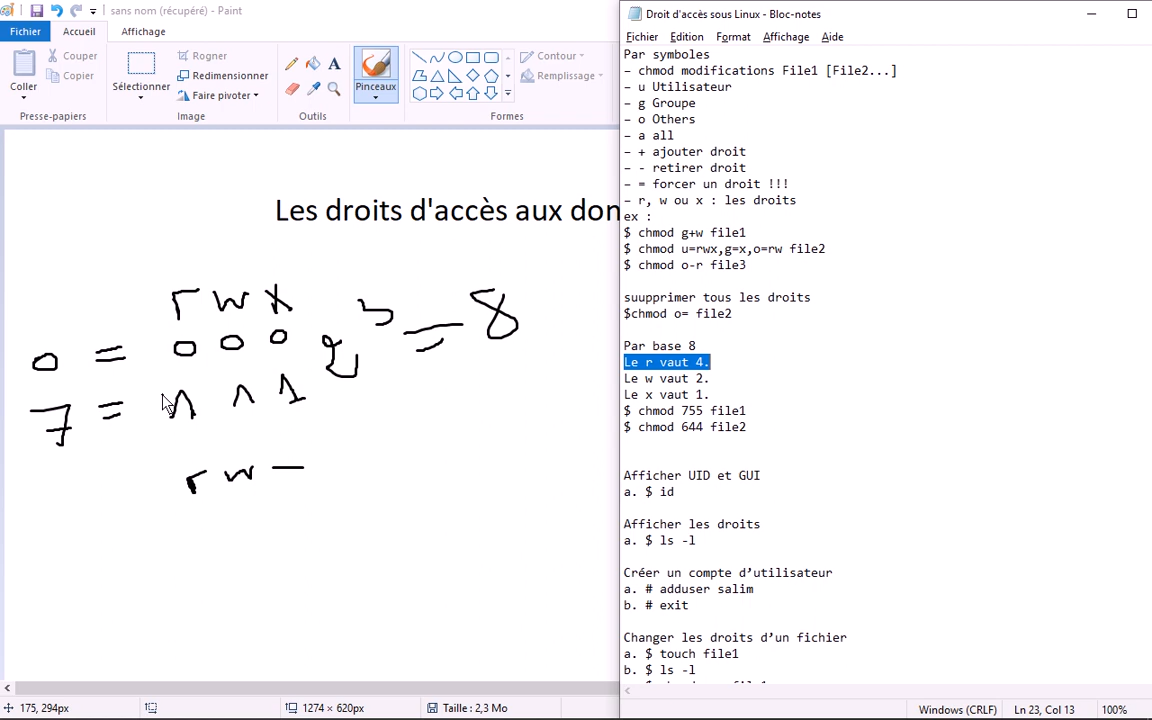 sans nom (récupéré) - Paint
Fichier Accueil Affichage
Coller
Couper
Copier
Presse-papiers
Sélectionner
Rogner
Redimensionner
Faire pivoter
Image
A
Outils
Pinceaux
Contour
Remplissage
Formes
Les droits d'accès aux don
r w x
0 = 0 0 0 2 3 = 8
7 = 1 1 1
r w -
175, 294px
1274 × 620px
Taille : 2,3 Mo
Droit d'accès sous Linux - Bloc-notes
Fichier Edition Format Affichage Aide
Par symboles
– chmod modifications File1 [File2...]
– u Utilisateur
– g Groupe
– o Others
– a all
– + ajouter droit
– - retirer droit
– = forcer un droit !!!
– r, w ou x : les droits
ex :
$ chmod g+w file1
$ chmod u=rwx,g=x,o=rw file2
$ chmod o-r file3
suupprimer tous les droits
$chmod o= file2
Par base 8
Le r vaut 4.
Le w vaut 2.
Le x vaut 1.
$ chmod 755 file1
$ chmod 644 file2
Afficher UID et GUI
a. $ id
Afficher les droits
a. $ ls -l
Créer un compte d’utilisateur
a. # adduser salim
b. # exit
Changer les droits d’un fichier
a. $ touch file1
b. $ ls -l
Windows (CRLF)
Ln 23, Col 13
100%